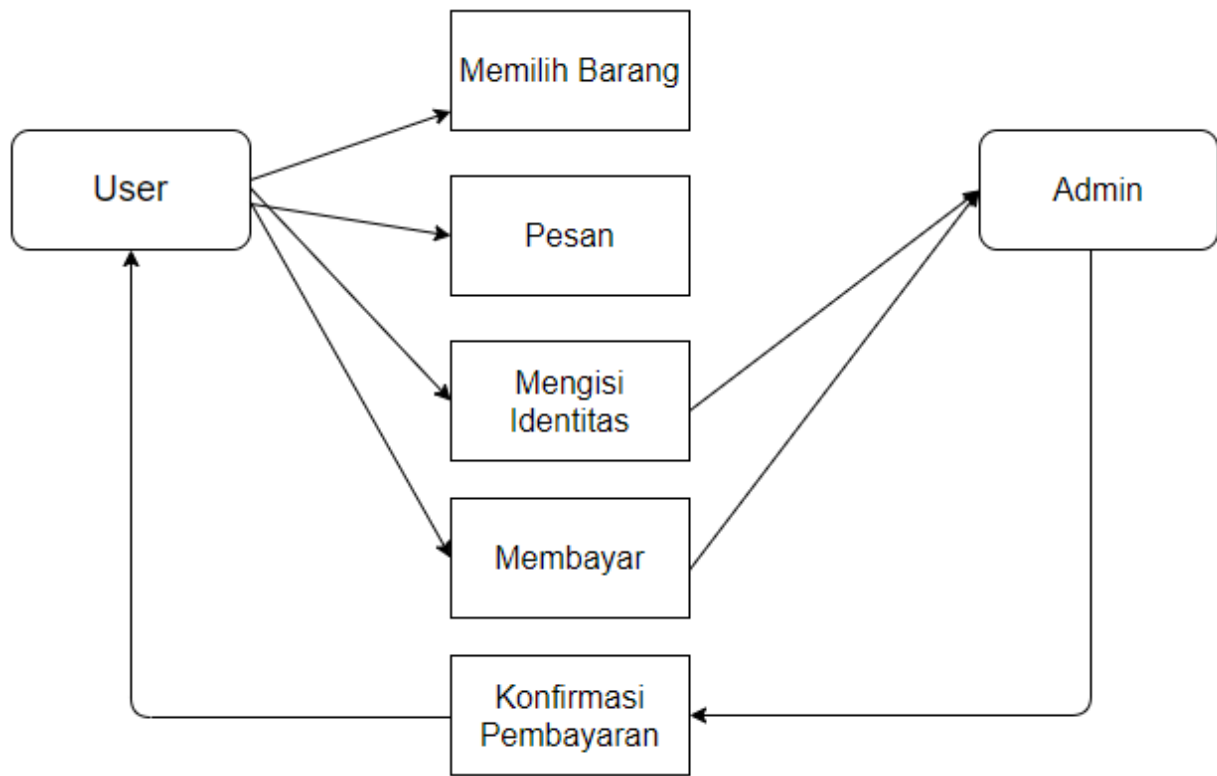 Memilih Barang
User
Admin
Pesan
Mengisi
Identitas
Membayar
Konfirmasi
Pembayaran